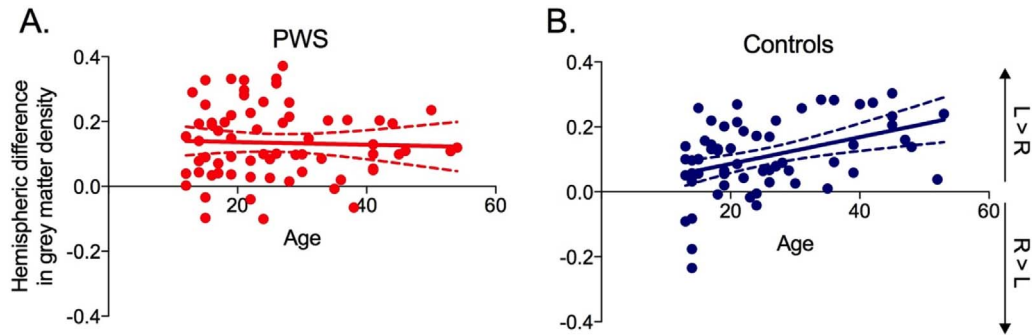 A.
PWS
0.4
0.2
0.0
-0.2
-0.4
20
40
60
Age
Hemispheric difference
in grey matter density
B.
Controls
0.4
0.2
0.0
-0.2
-0.4
20
40
60
Age
L>R
R>L